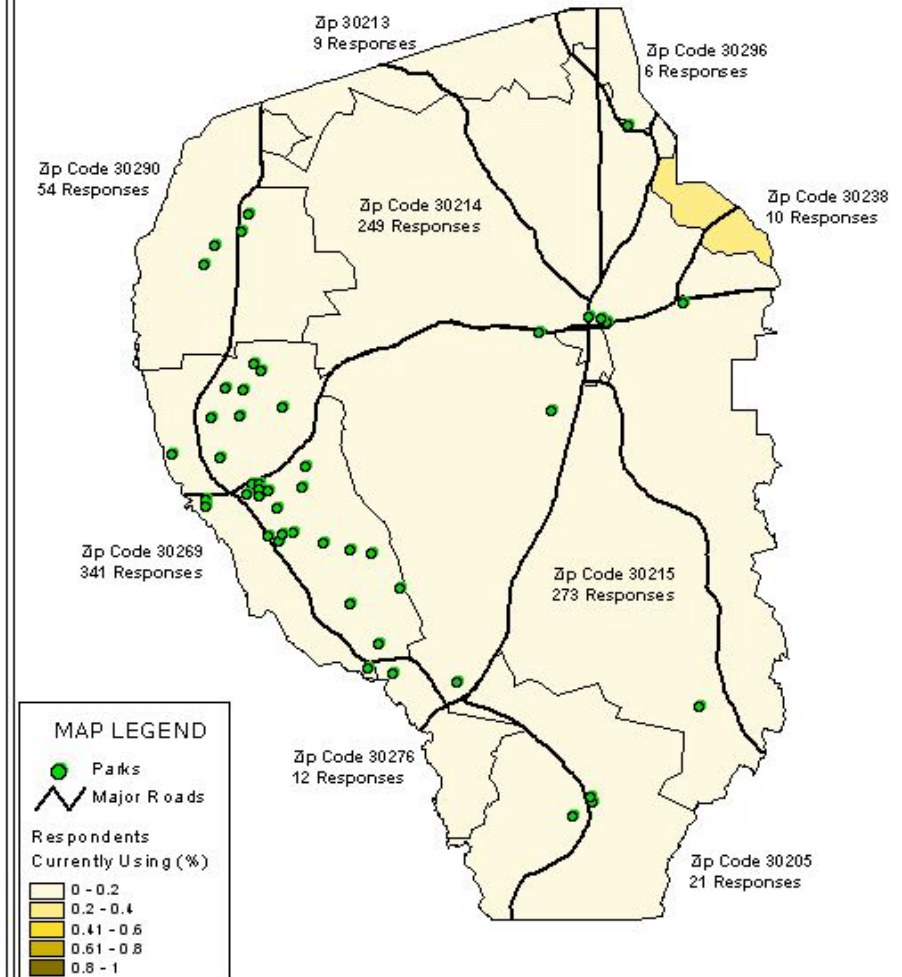 Zip 30213
9 Responses
Zip Code 30296
6 Responses
Zip Code 30290
54 Responses
Zip Code 30214
249 Responses
Zip Code 30238
10 Responses
Zip Code 30269
341 Responses
Zip Code 30215
273 Responses
Zip Code 30276
12 Responses
Zip Code 30205
21 Responses
MAP LEGEND
Parks
Major Roads
Respondents
Currently Using (%)
0 - 0.2
0.2 - 0.4
0.41 - 0.6
0.61 - 0.8
0.8 - 1